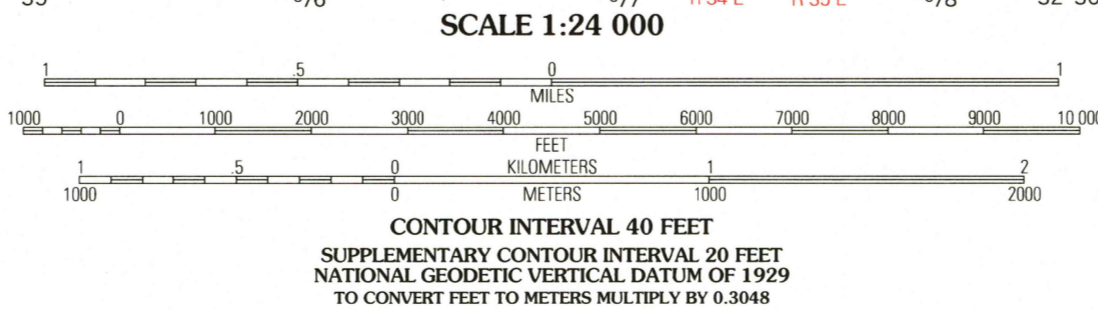 SCALE 1:24 000
1 .5 0 1
MILES
1000 0 1000 2000 3000 4000 5000 6000 7000 8000 9000 10 000
FEET
1 .5 0 KILOMETERS 1 2
1000 0 METERS 1000 2000
CONTOUR INTERVAL 40 FEET
SUPPLEMENTARY CONTOUR INTERVAL 20 FEET
NATIONAL GEODETIC VERTICAL DATUM OF 1929
TO CONVERT FEET TO METERS MULTIPLY BY 0.3048